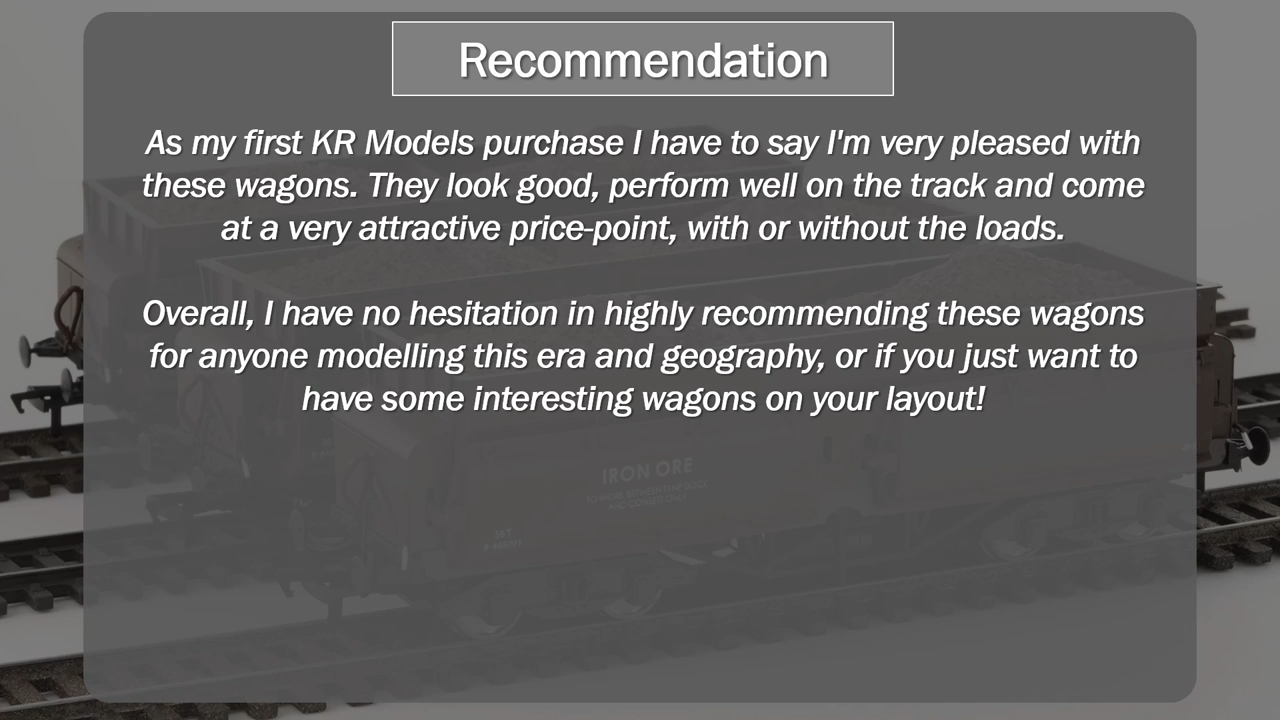 Recommendation
As my first KR Models purchase I have to say I'm very pleased with
these wagons. They look good, perform well on the track and come
at a very attractive price-point, with or without the loads.
Overall, I have no hesitation in highly recommending these wagons
for anyone modelling this era and geography, or if you just want to
have some interesting wagons on your layout!
IRON ORE